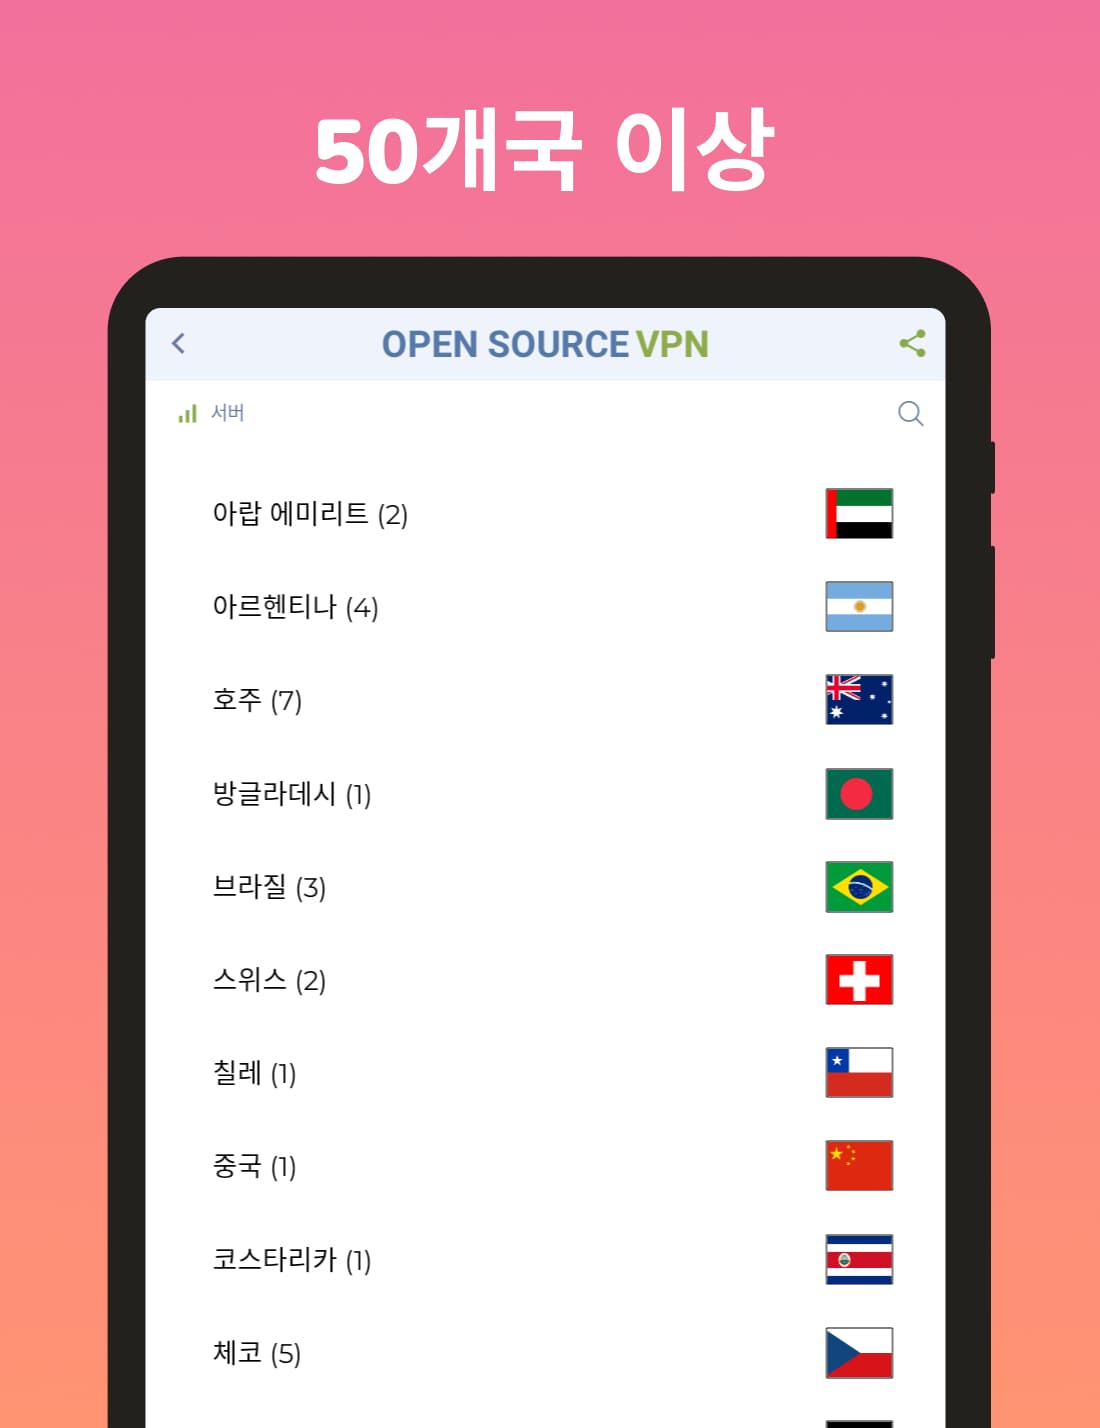 50개국 이상
OPEN SOURCE VPN
서버
아랍 에미리트 (2)
아르헨티나 (4)
호주 (7)
방글라데시 (1)
브라질 (3)
스위스 (2)
칠레 (1)
중국 (1)
코스타리카 (1)
체코 (5)